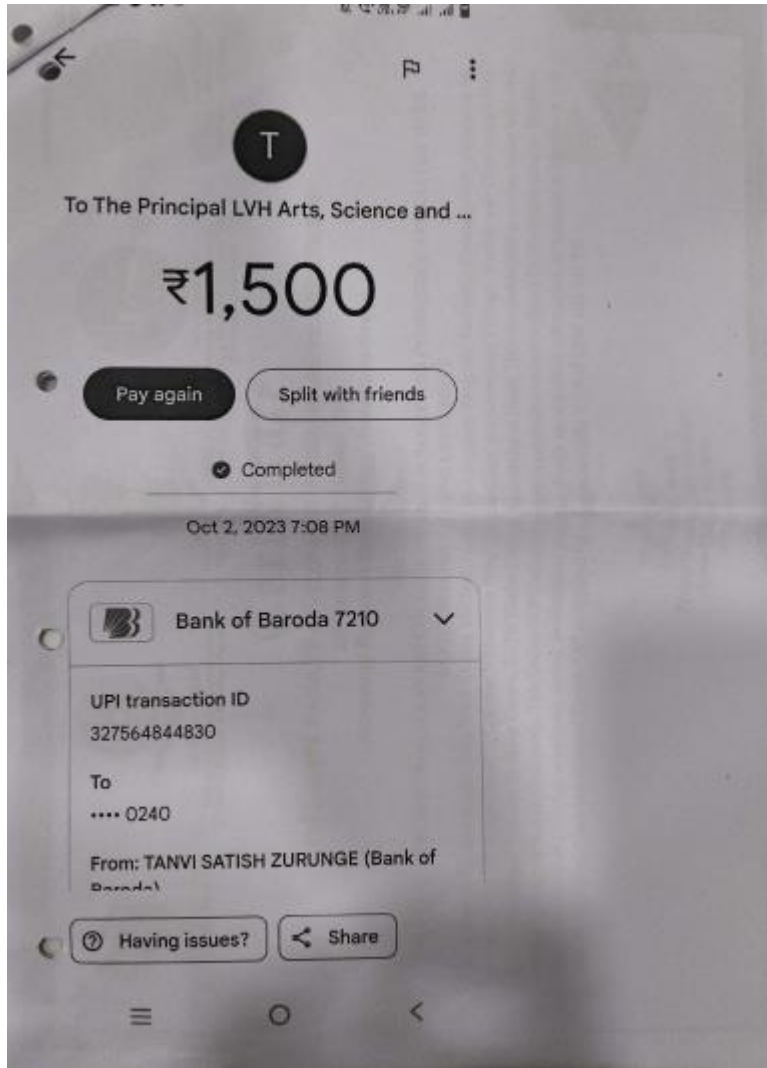 T
To The Principal LVH Arts, Science and ...
₹1,500
Pay again
Split with friends
Completed
Oct 2, 2023 7:08 PM
Bank of Baroda 7210
UPI transaction ID
327564844830
To
•••• 0240
From: TANVI SATISH ZURUNGE (Bank of
Baroda)
Having issues?
Share